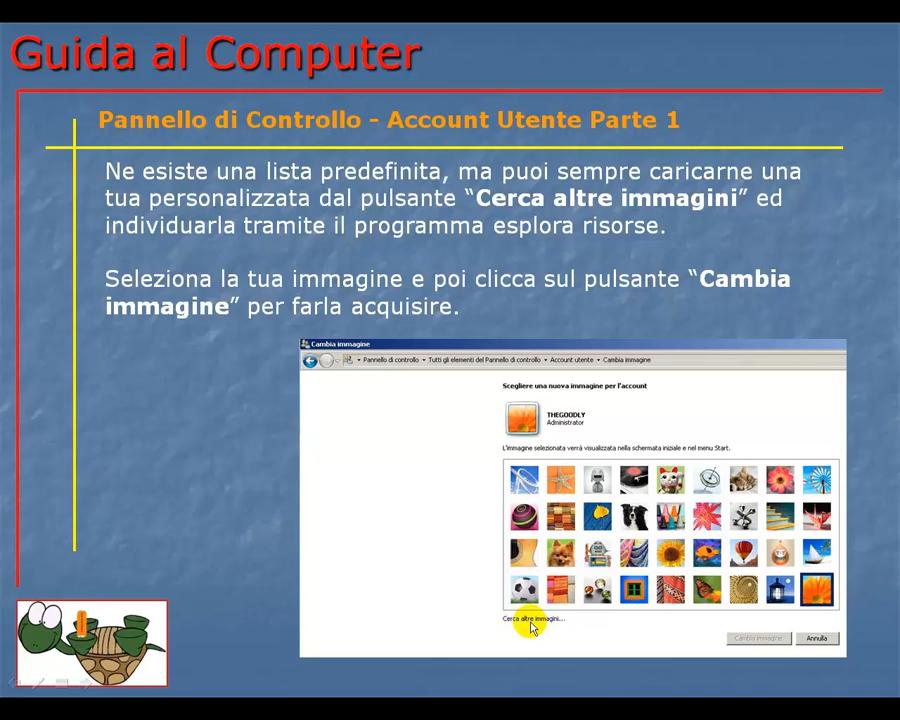 Guida al Computer
Pannello di Controllo - Account Utente Parte 1
Ne esiste una lista predefinita, ma puoi sempre caricarne una
tua personalizzata dal pulsante “Cerca altre immagini” ed
individuarla tramite il programma esplora risorse.
Seleziona la tua immagine e poi clicca sul pulsante “Cambia
immagine” per farla acquisire.
Cambia immagine
Pannello di controllo Tutti gli elementi del Pannello di controllo Account utente Cambia immagine
Scegliere una nuova immagine per l'account
THEGOODLY
Administrator
L'immagine selezionata verrà visualizzata nella schermata iniziale e nel menu Start.
Cerca altre immagini...
Cambia immagine Annulla